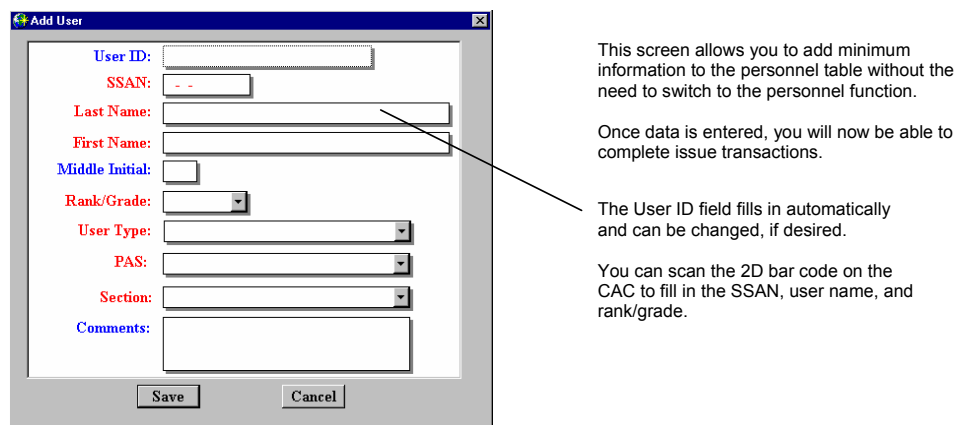 Add User
User ID:
SSAN:
- -
Last Name:
First Name:
Middle Initial:
Rank/Grade:
User Type:
PAS:
Section:
Comments:
Save
Cancel
This screen allows you to add minimum
information to the personnel table without the
need to switch to the personnel function.
Once data is entered, you will now be able to
complete issue transactions.
The User ID field fills in automatically
and can be changed, if desired.
You can scan the 2D bar code on the
CAC to fill in the SSAN, user name, and
rank/grade.